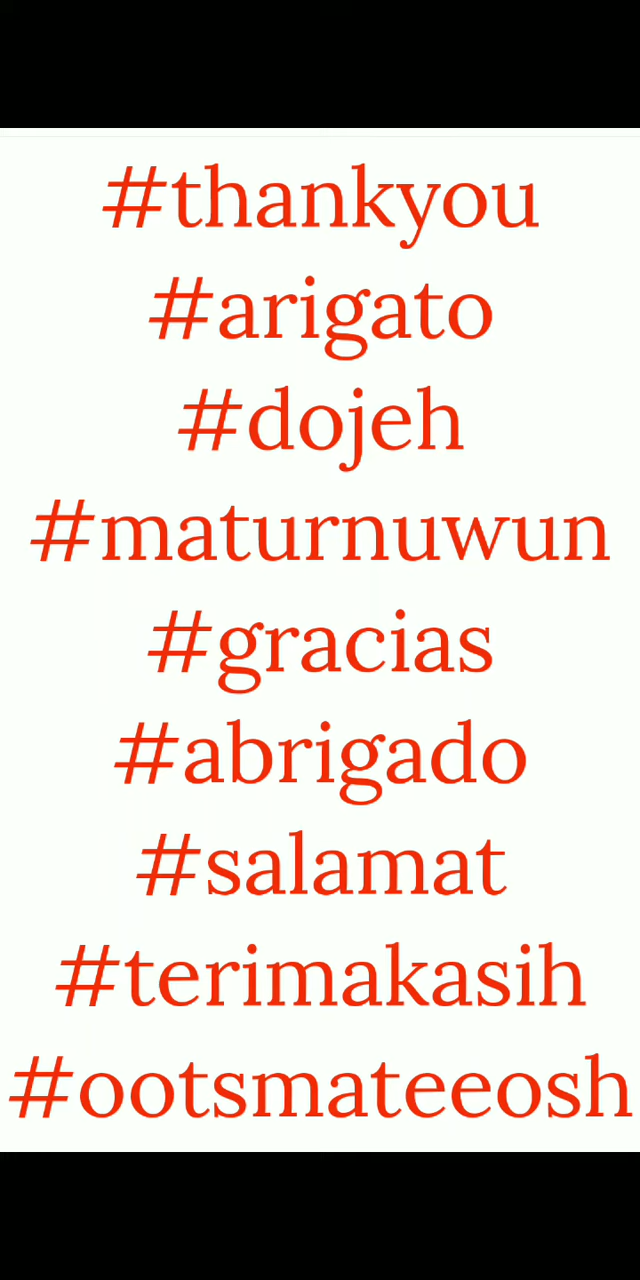 #thankyou
#arigato
#dojeh
#maturnuwun
#gracias
#abrigado
#salamat
#terimakasih
#ootsmateeosh